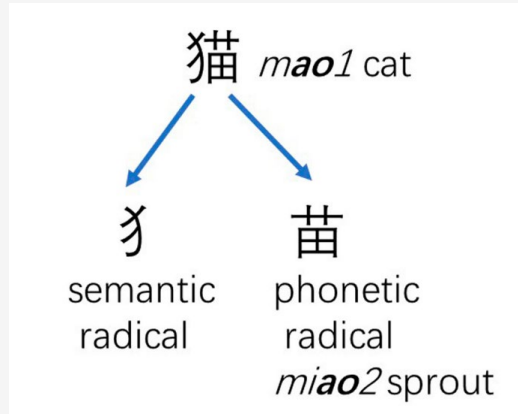 猫 mao1 cat
犭 苗
semantic phonetic
radical radical
miao2 sprout